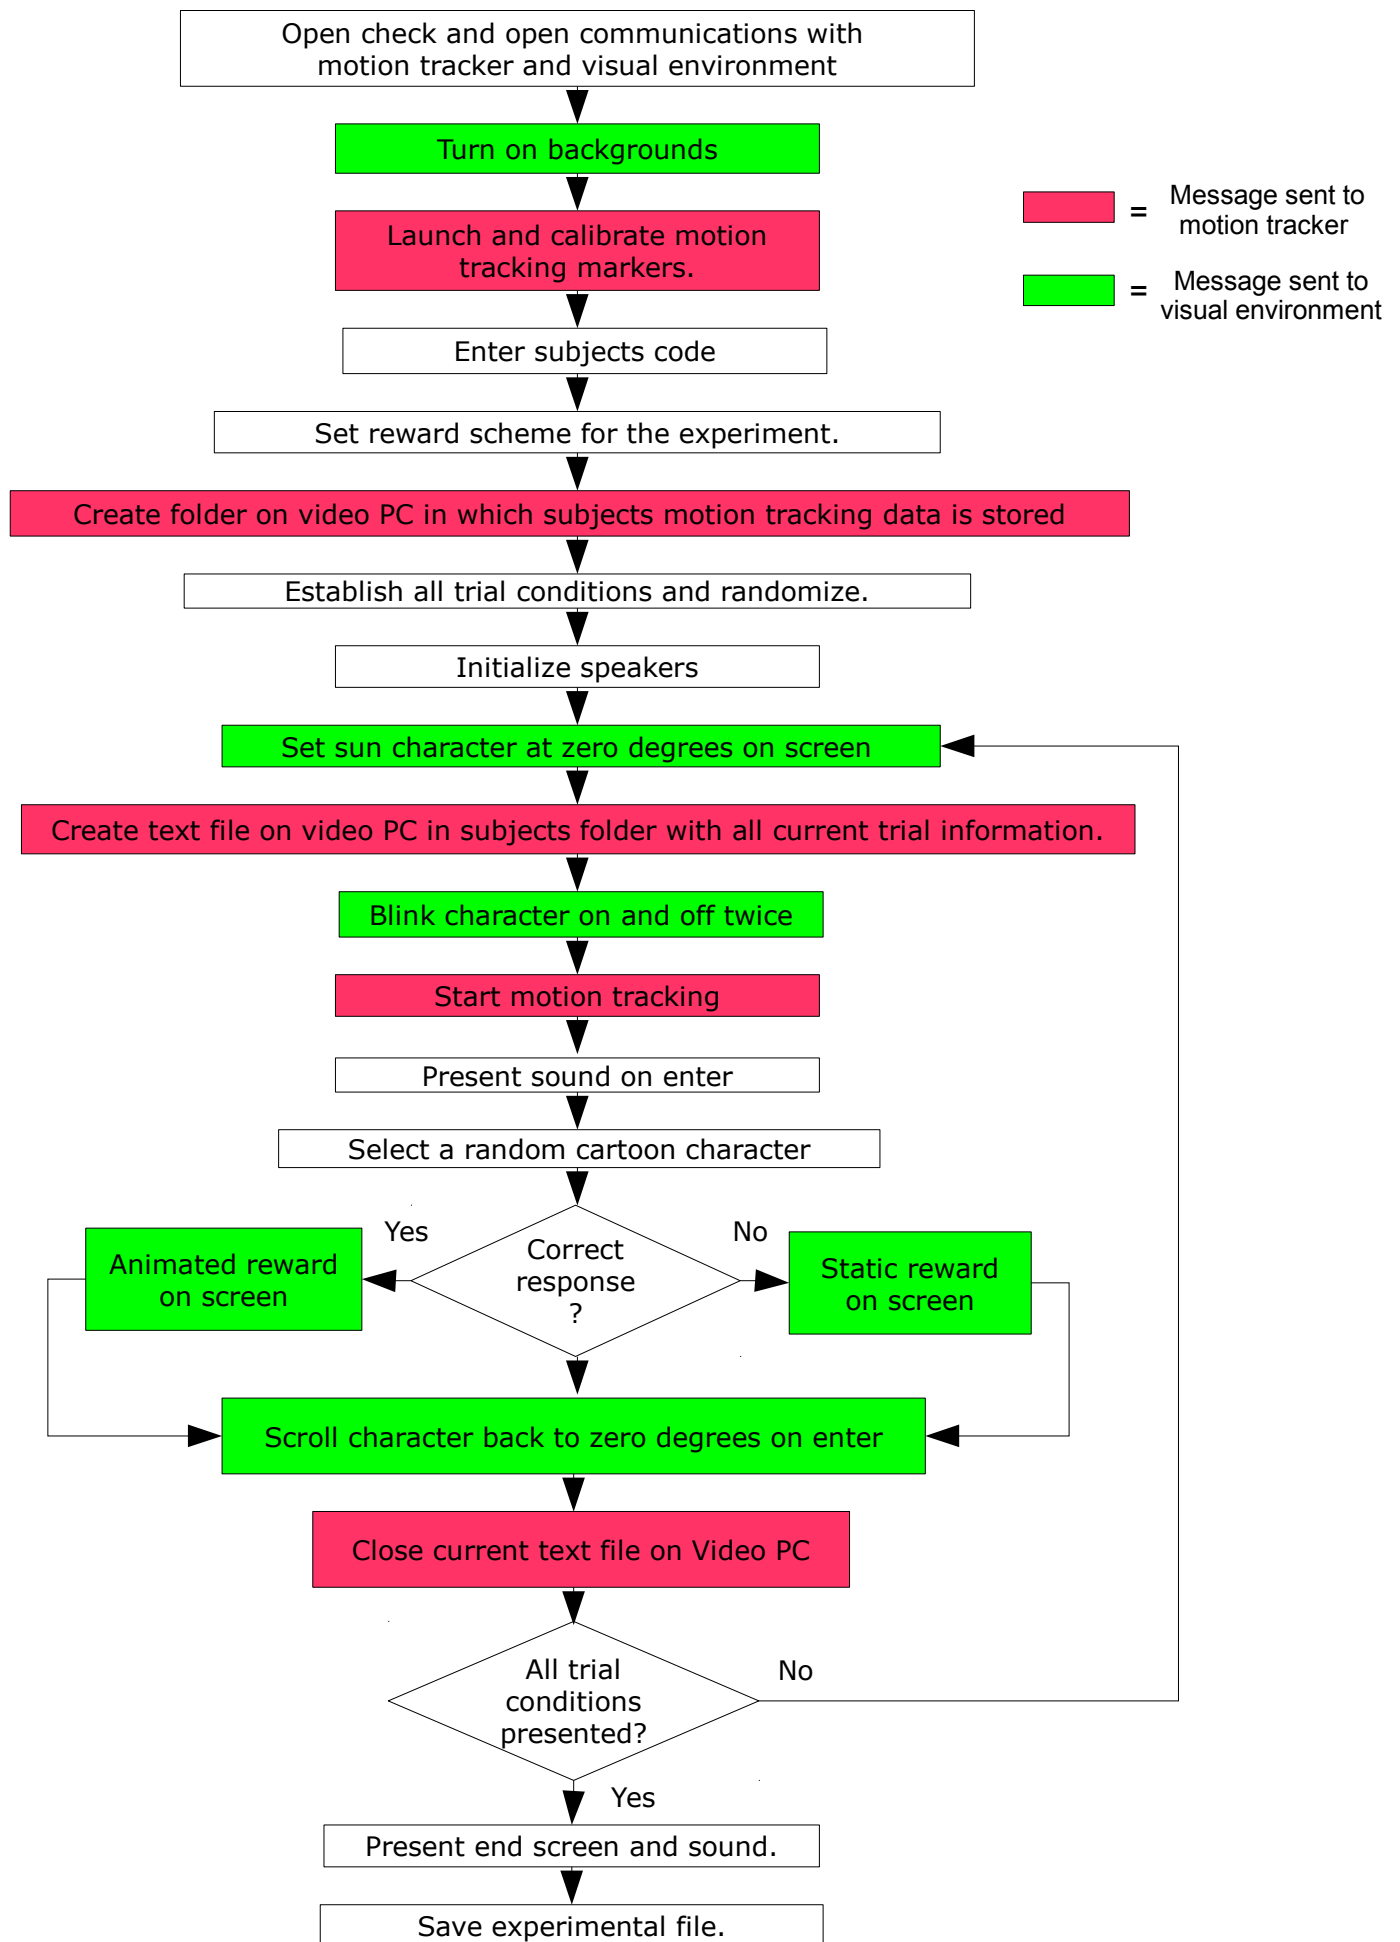 Open check and open communications with
motion tracker and visual environment
Turn on backgrounds
Launch and calibrate motion
tracking markers.
= Message sent to
motion tracker
= Message sent to
visual environment
Enter subjects code
Set reward scheme for the experiment.
Create folder on video PC in which subjects motion tracking data is stored
Establish all trial conditions and randomize.
Initialize speakers
Set sun character at zero degrees on screen
Create text file on video PC in subjects folder with all current trial information.
Blink character on and off twice
Start motion tracking
Present sound on enter
Select a random cartoon character
Yes
No
Animated reward
on screen
Correct
response
?
Static reward
on screen
Scroll character back to zero degrees on enter
Close current text file on Video PC
All trial
conditions
presented?
No
Yes
Present end screen and sound.
Save experimental file.